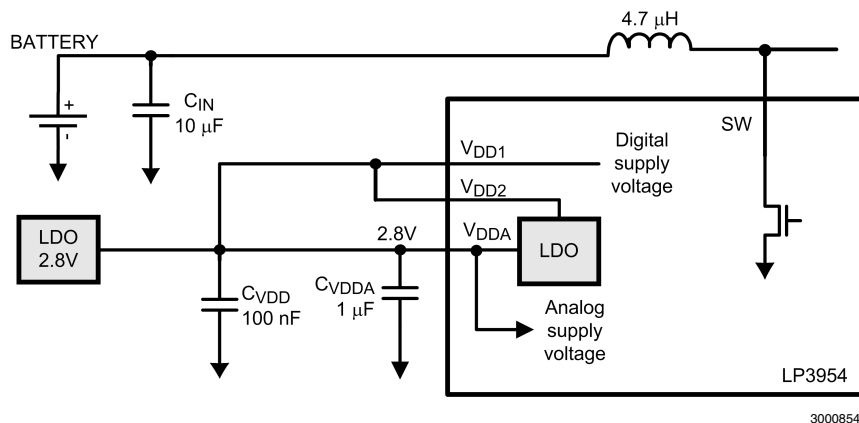 4.7 μH
BATTERY
+
-
CIN
10 μF
SW
VDD1
Digital
supply
voltage
VDD2
LDO
2.8V
2.8V
VDDA
LDO
CVDD
100 nF
CVDDA
1 μF
Analog
supply
voltage
LP3954
3000854